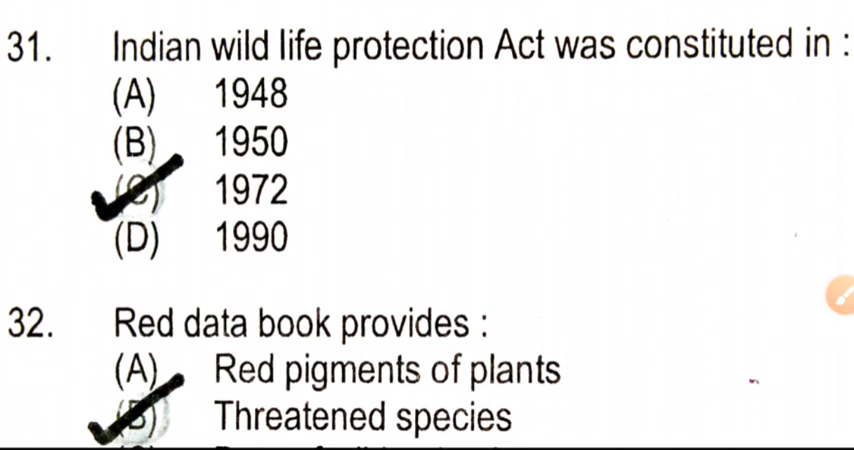 31. Indian wild life protection Act was constituted in :
(A) 1948
(B) 1950
(C) 1972
(D) 1990
32. Red data book provides :
(A) Red pigments of plants
(B) Threatened species